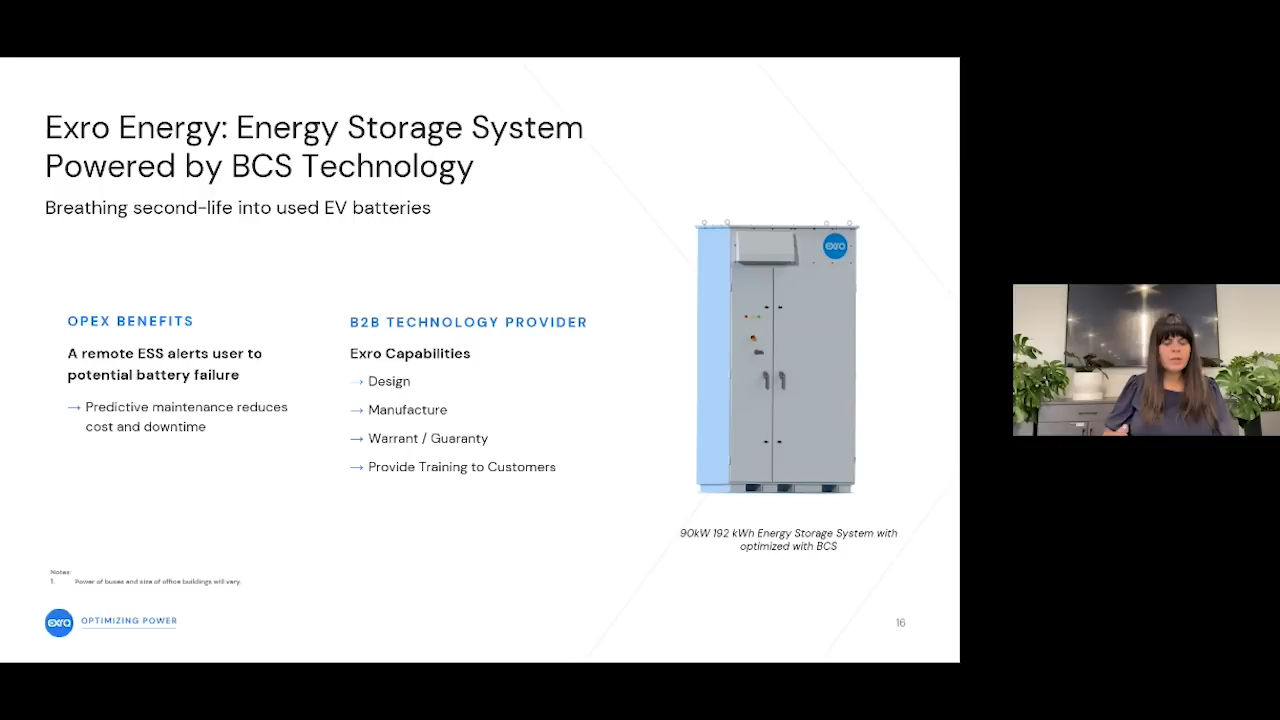 Exro Energy: Energy Storage System
Powered by BCS Technology
Breathing second-life into used EV batteries
OPEX BENEFITS
A remote ESS alerts user to
potential battery failure
→ Predictive maintenance reduces
cost and downtime
B2B TECHNOLOGY PROVIDER
Exro Capabilities
→ Design
→ Manufacture
→ Warrant / Guaranty
→ Provide Training to Customers
exro
90kW 192 kWh Energy Storage System with
optimized with BCS
Notes:
1. Power of buses and size of office buildings will vary.
exro OPTIMIZING POWER
16